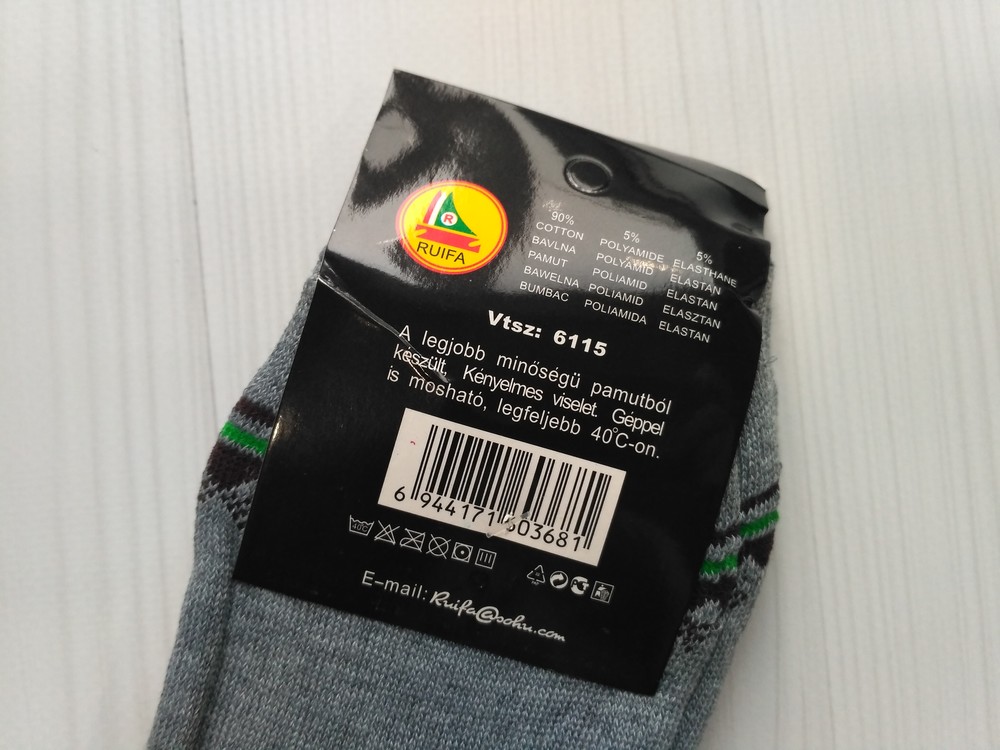 R
RUIFA
90%
COTTON
BAVLNA
PAMUT
BAWELNA
BUMBAC
5%
POLYAMIDE
POLYAMID
POLIAMID
POLIAMID
POLIAMIDA
5%
ELASTHANE
ELASTAN
ELASTAN
ELASZTAN
ELASTAN
Vtsz: 6115
A legjobb minőségü pamutból
készült. Kényelmes viselet. Géppel
is mosható, legfeljebb 40°C-on.
6 944171 603681
40°C
E-mail: Ruifa@sohu.com